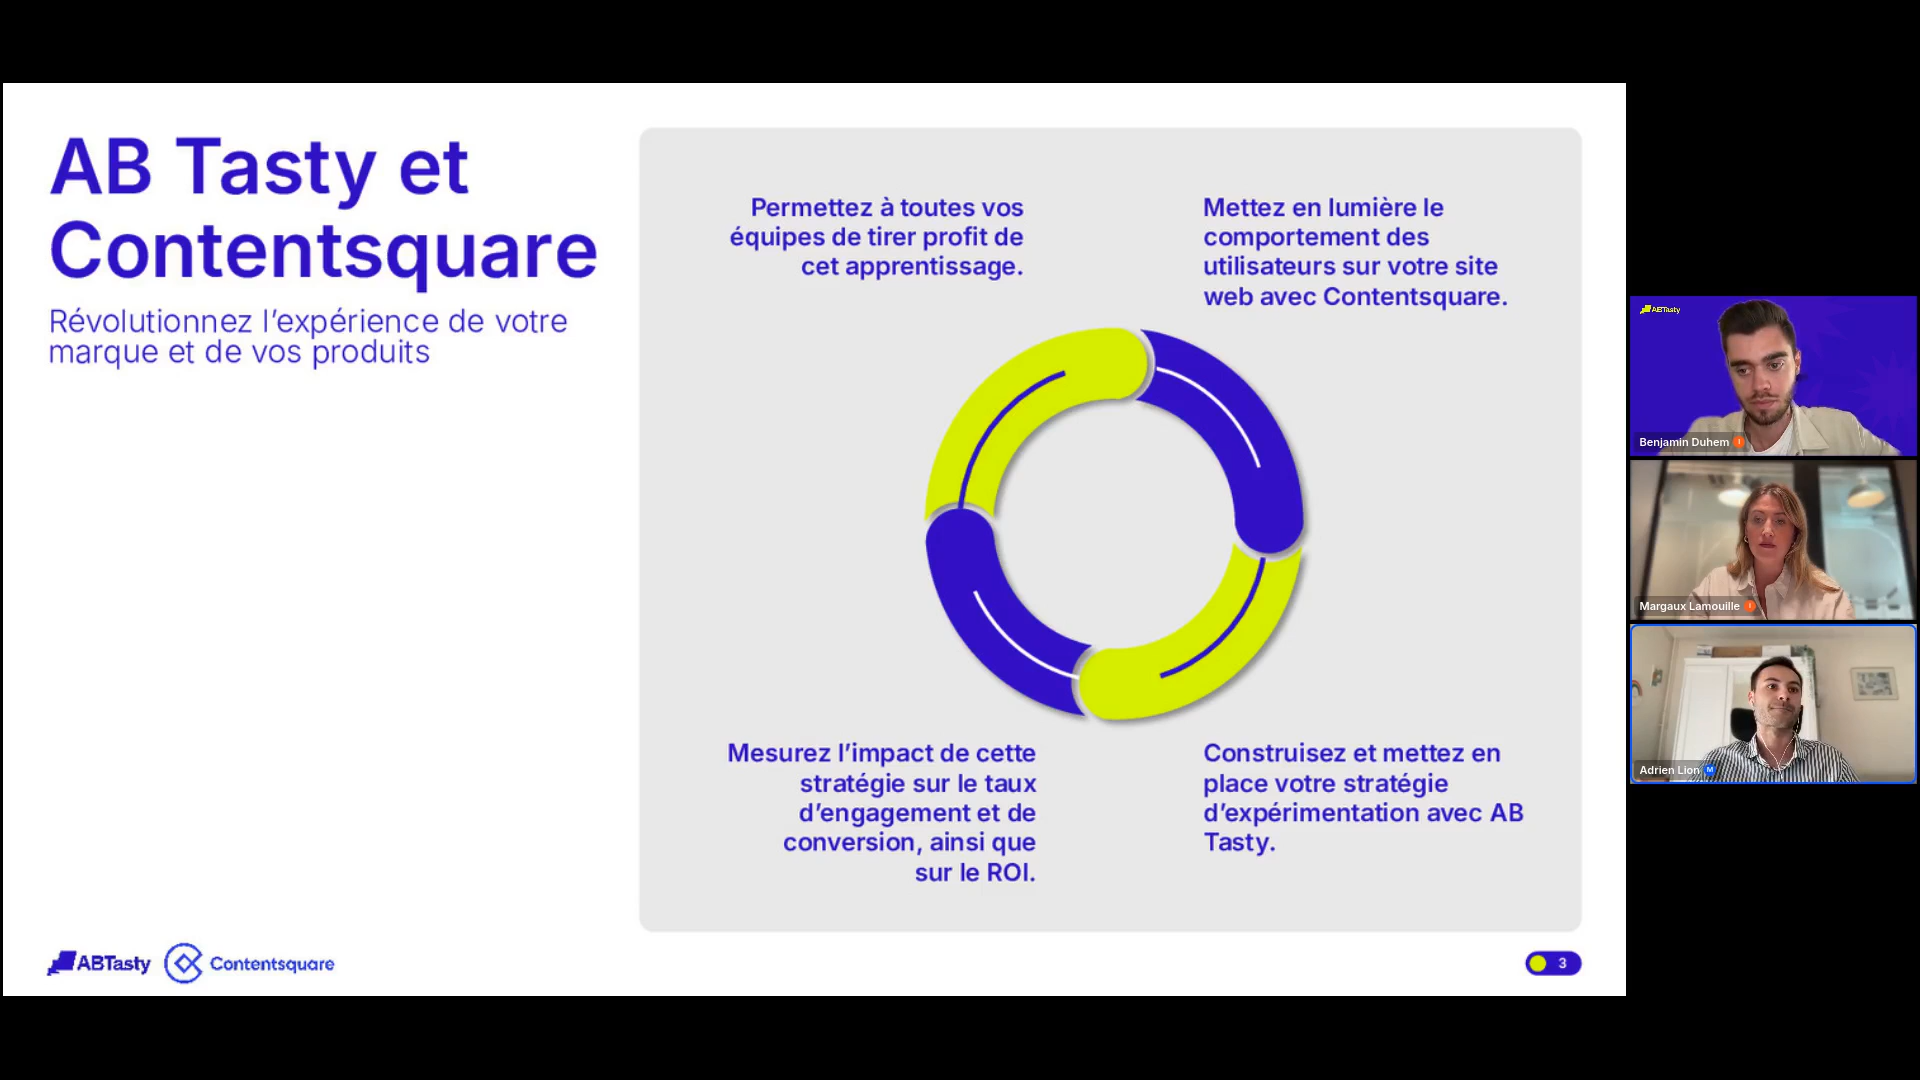 AB Tasty et
Contentsquare
Révolutionnez l’expérience de votre
marque et de vos produits
Permettez à toutes vos
équipes de tirer profit de
cet apprentissage.
Mettez en lumière le
comportement des
utilisateurs sur votre site
web avec Contentsquare.
Mesurez l’impact de cette
stratégie sur le taux
d’engagement et de
conversion, ainsi que
sur le ROI.
Construisez et mettez en
place votre stratégie
d’expérimentation avec AB
Tasty.
ABTasty
Contentsquare
3
ABTasty
Benjamin Duhem
Margaux Lamouille
Adrien Lion M